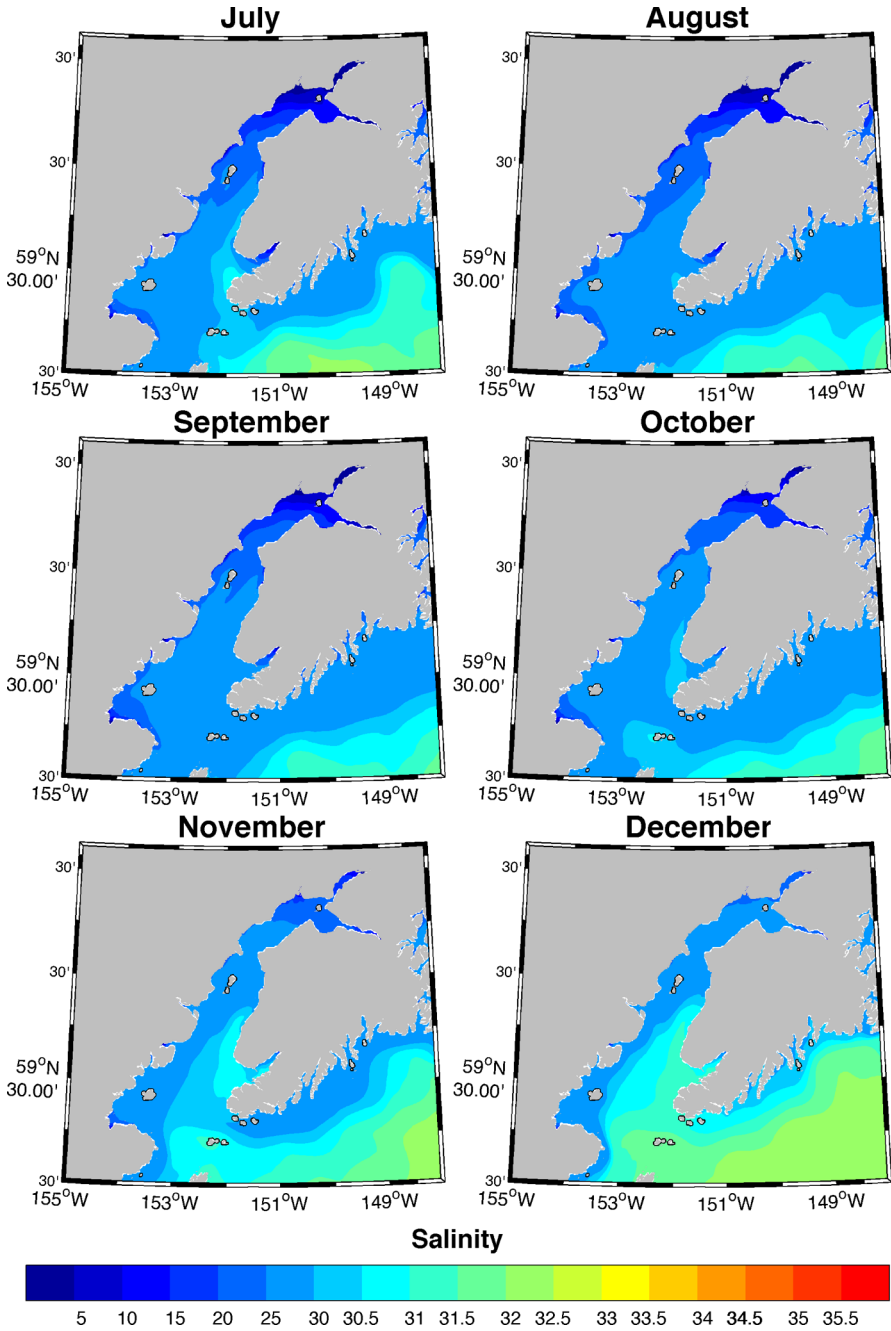 July August
30' 30'
30' 30'
59°N 59°N
30.00' 30.00'
30' 30'
155°W 153°W 151°W 149°W 155°W 153°W 151°W 149°W
September October
30' 30'
30' 30'
59°N 59°N
30.00' 30.00'
30' 30'
155°W 153°W 151°W 149°W 155°W 153°W 151°W 149°W
November December
30' 30'
30' 30'
59°N 59°N
30.00' 30.00'
30' 30'
155°W 153°W 151°W 149°W 155°W 153°W 151°W 149°W
Salinity
5 10 15 20 25 30 30.5 31 31.5 32 32.5 33 33.5 34 34.5 35 35.5